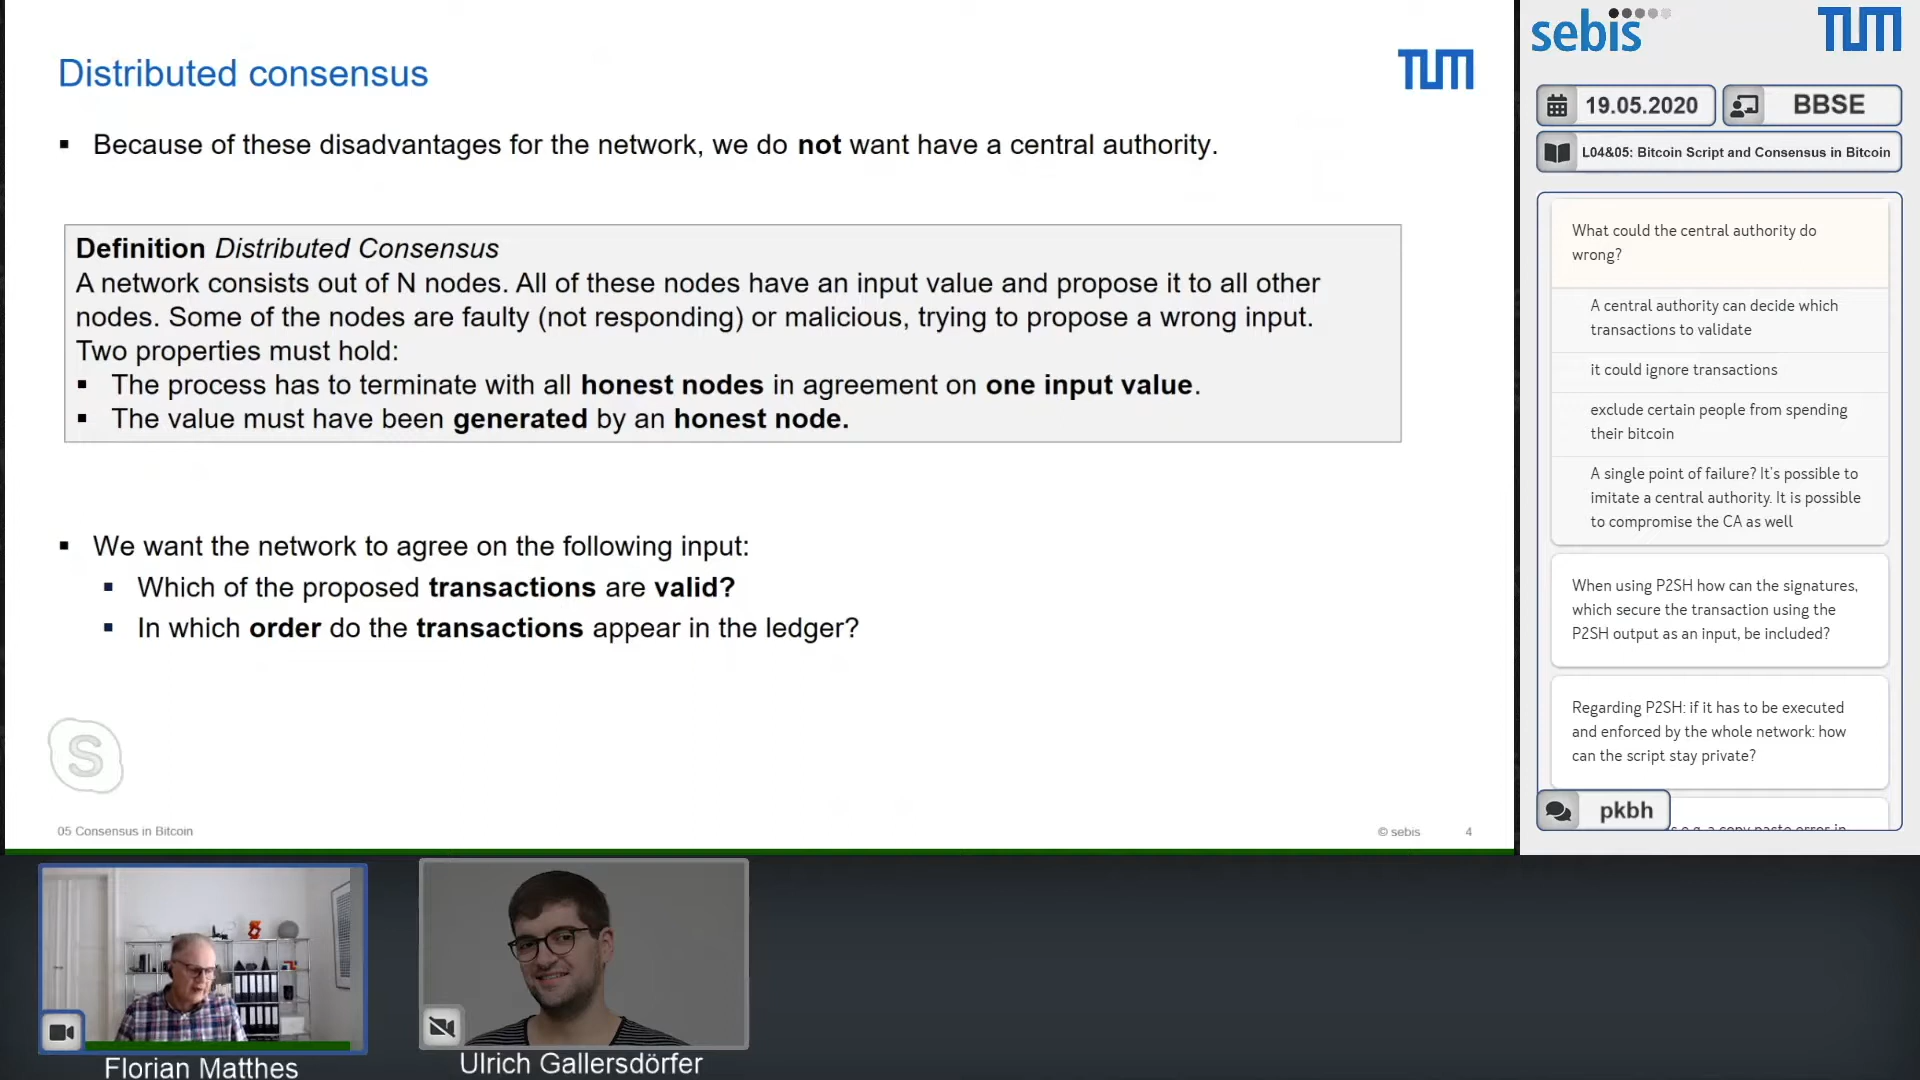 Distributed consensus
TUM
▪ Because of these disadvantages for the network, we do not want have a central authority.
Definition Distributed Consensus
A network consists out of N nodes. All of these nodes have an input value and propose it to all other
nodes. Some of the nodes are faulty (not responding) or malicious, trying to propose a wrong input.
Two properties must hold:
▪ The process has to terminate with all honest nodes in agreement on one input value.
▪ The value must have been generated by an honest node.
▪ We want the network to agree on the following input:
▪ Which of the proposed transactions are valid?
▪ In which order do the transactions appear in the ledger?
S
05 Consensus in Bitcoin
© sebis
4
sebis
TUM
19.05.2020
BBSE
L04&05: Bitcoin Script and Consensus in Bitcoin
What could the central authority do
wrong?
A central authority can decide which
transactions to validate
it could ignore transactions
exclude certain people from spending
their bitcoin
A single point of failure? It's possible to
imitate a central authority. It is possible
to compromise the CA as well
When using P2SH how can the signatures,
which secure the transaction using the
P2SH output as an input, be included?
Regarding P2SH: if it has to be executed
and enforced by the whole network: how
can the script stay private?
pkbh
Florian Matthes
Ulrich Gallersdörfer